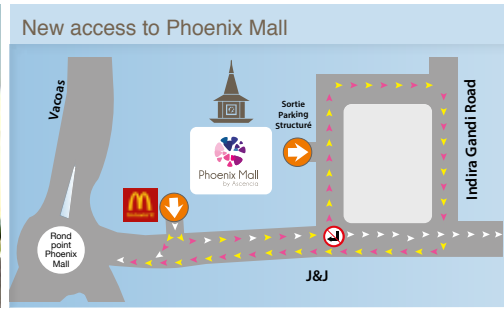 New access to Phoenix Mall
Vacoas
Sortie
Parking
Structuré
Indira Gandi Road
Phoenix Mall
by Ascencia
Rond
point
Phoenix
Mall
J&J